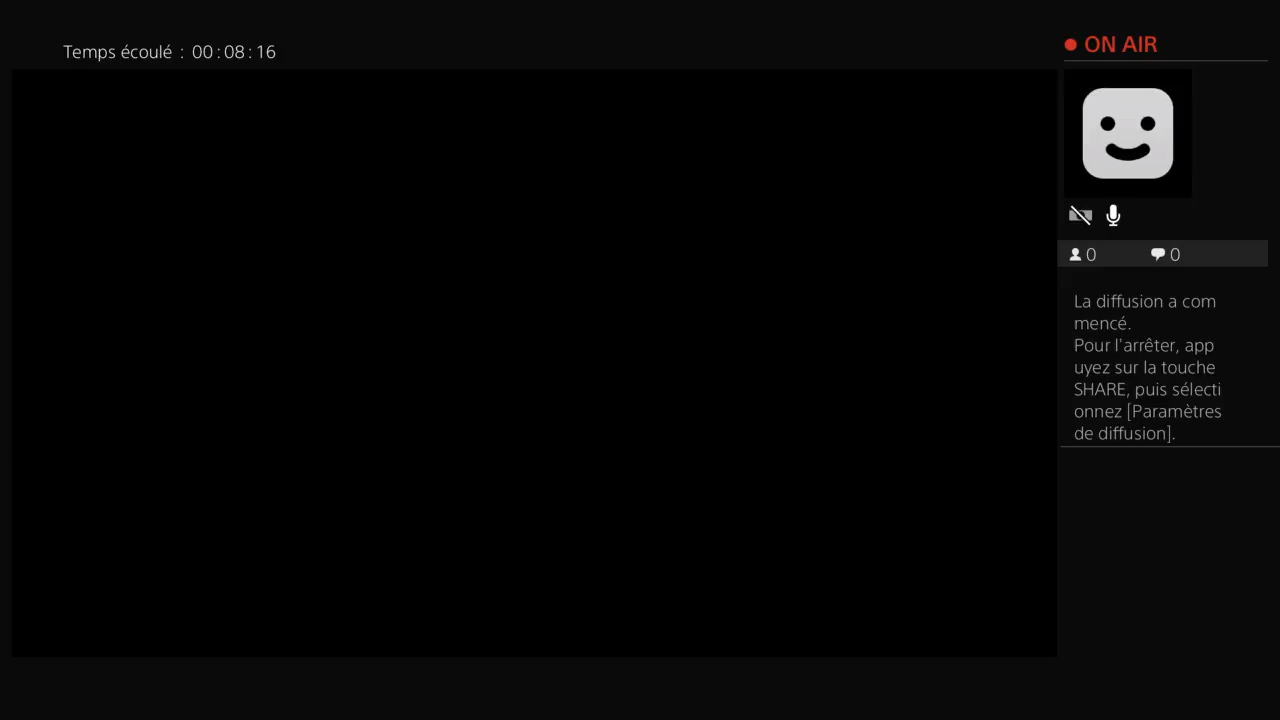 Temps écoulé : 00:08:16
ON AIR
0 0
La diffusion a com
mencé.
Pour l'arrêter, app
uyez sur la touche
SHARE, puis sélecti
onnez [Paramètres
de diffusion].